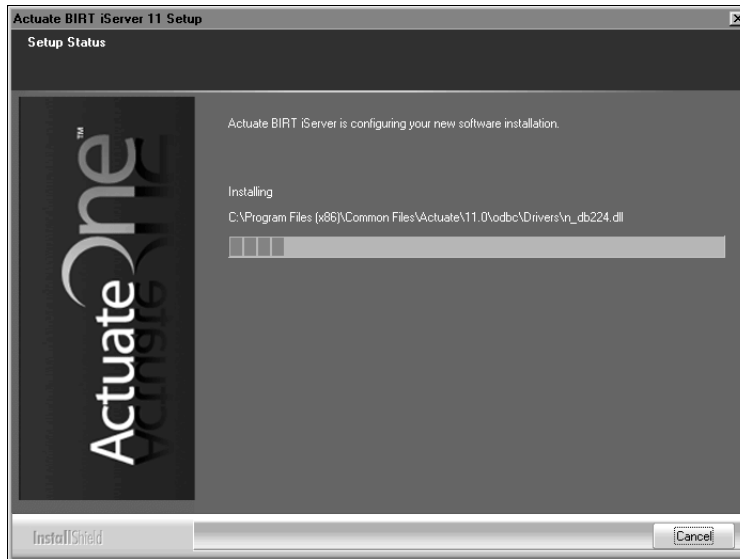 Actuate BIRT iServer 11 Setup
Setup Status
ActuateOne™
Actuate BIRT iServer is configuring your new software installation.
Installing
C:\Program Files (x86)\Common Files\Actuate\11.0\odbc\Drivers\n_db224.dll
InstallShield
Cancel